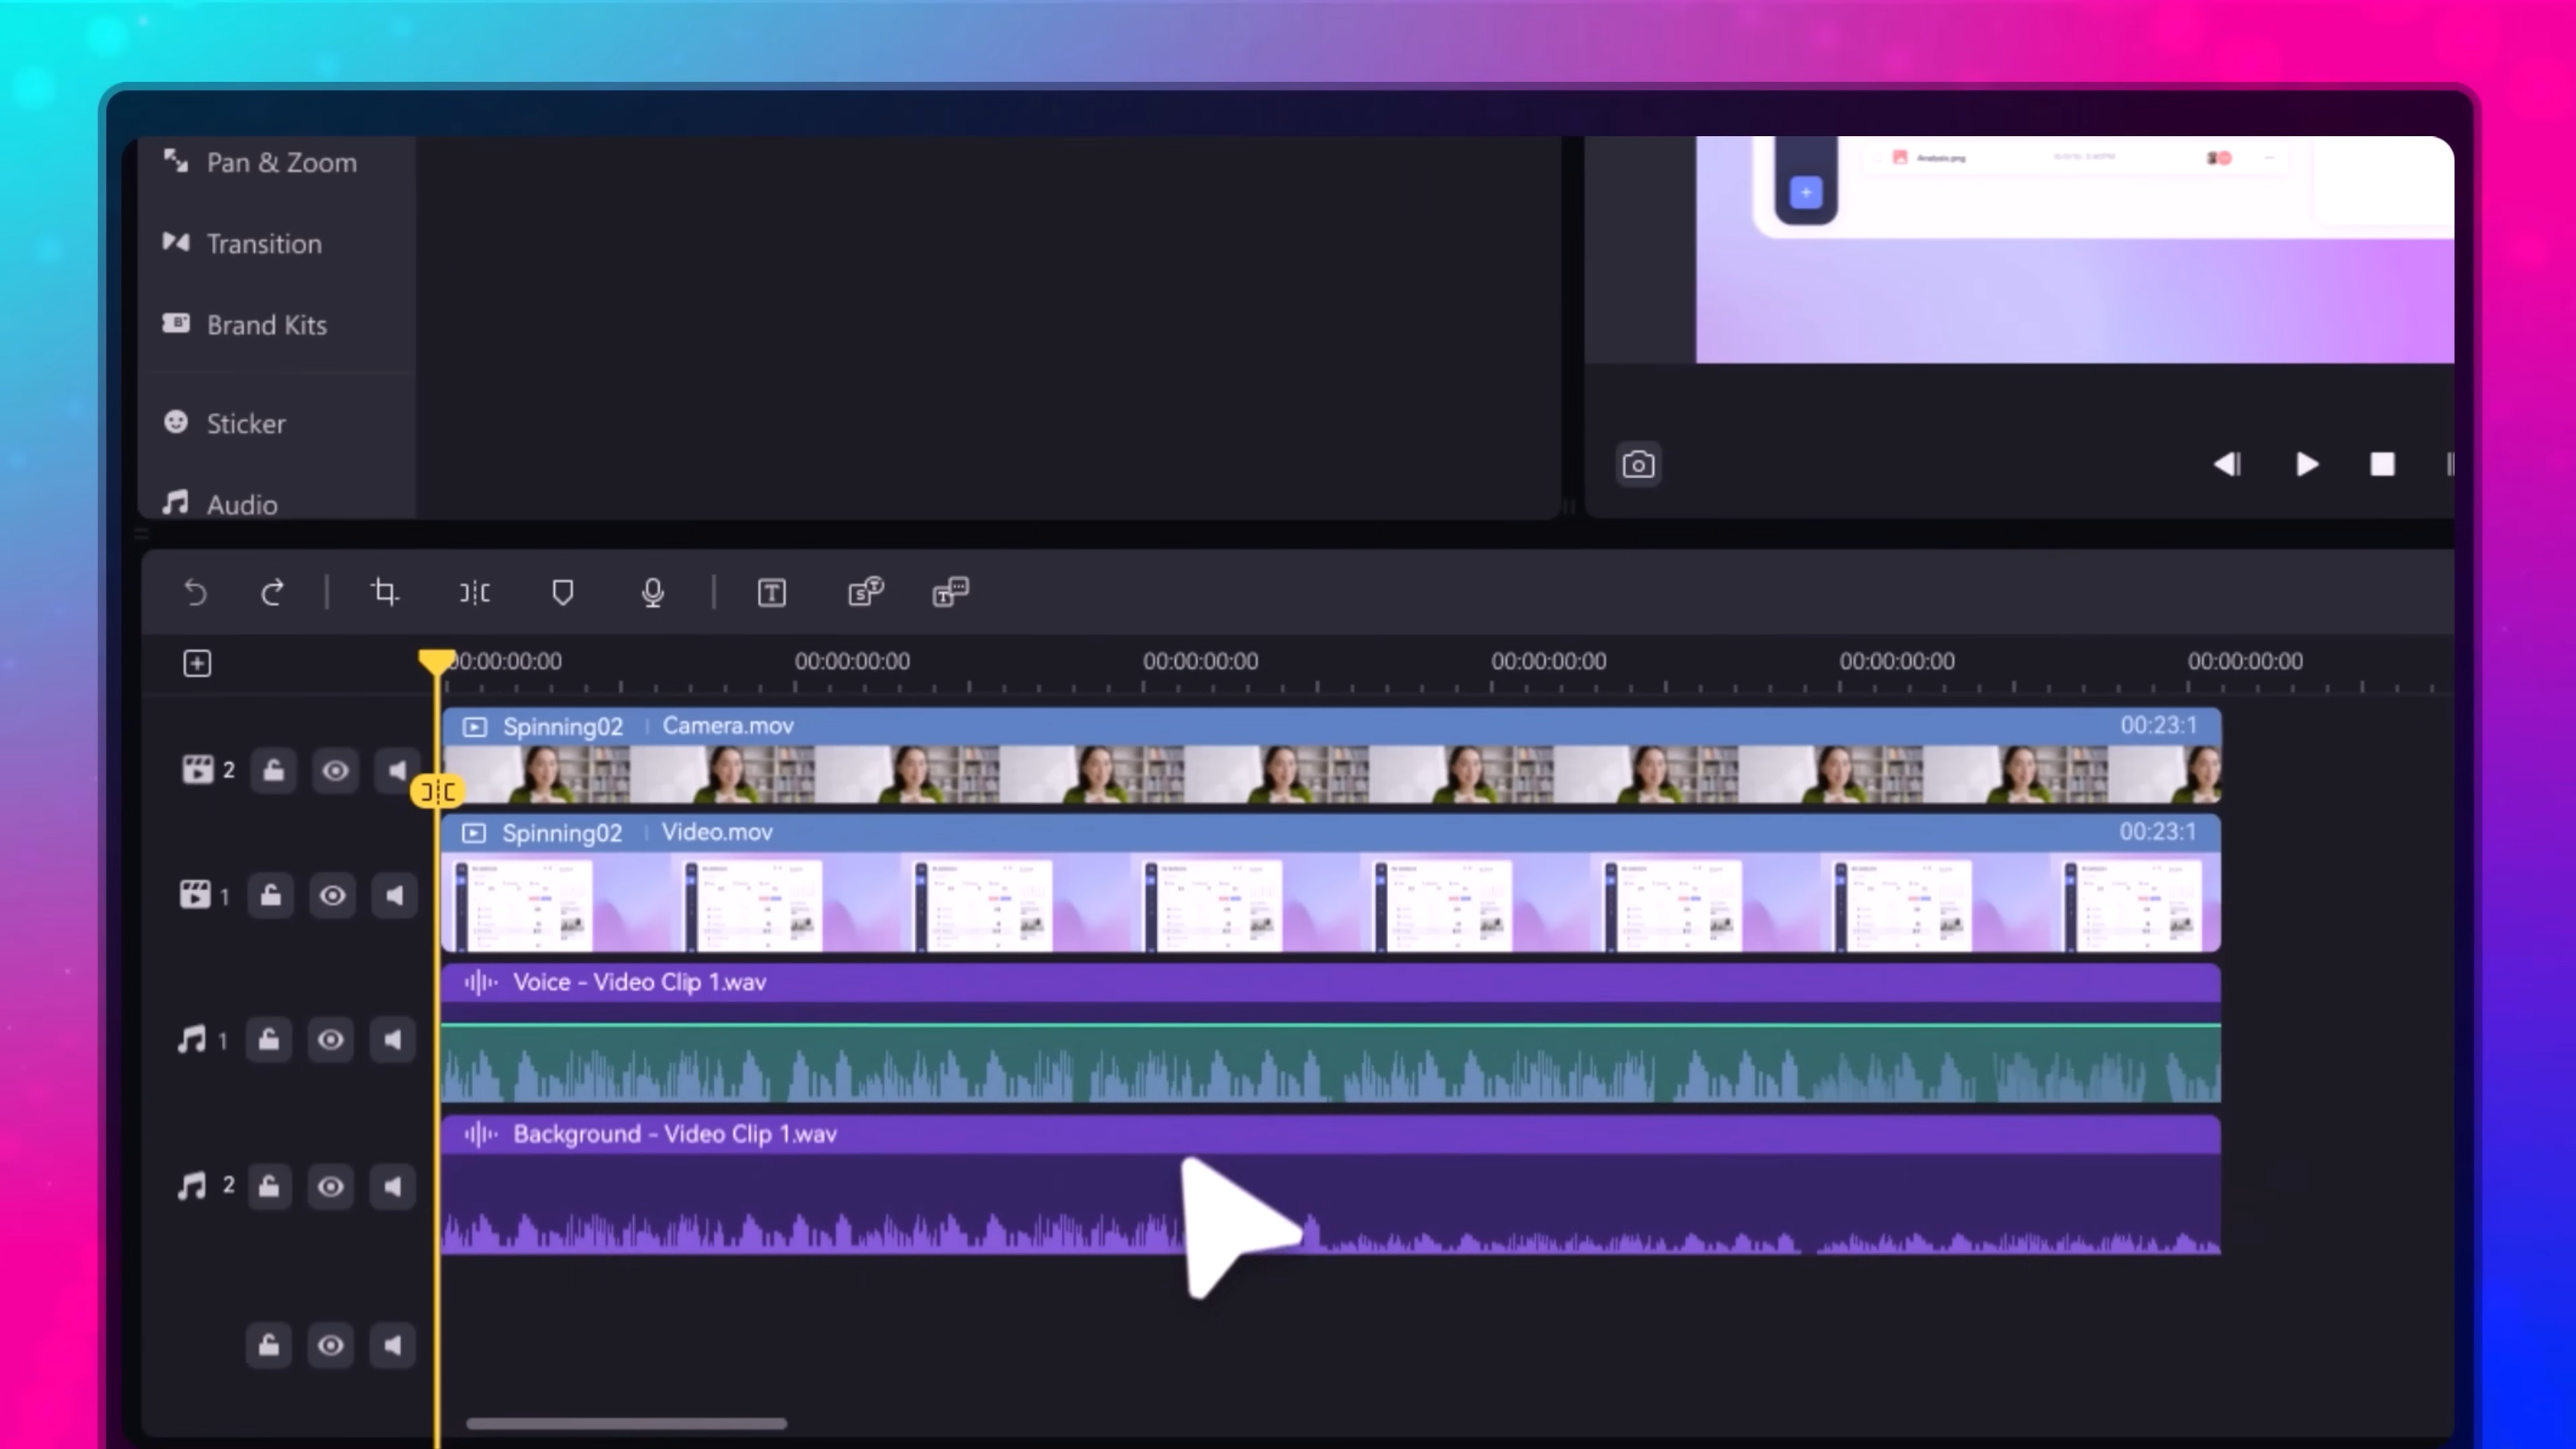 Pan & Zoom
Transition
Brand Kits
Sticker
Audio
Analysis.png
00:00:00:00 00:00:00:00 00:00:00:00 00:00:00:00 00:00:00:00 00:00:00:00
2
Spinning02 | Camera.mov 00:23:1
1
Spinning02 | Video.mov 00:23:1
1
Voice - Video Clip 1.wav
2
Background - Video Clip 1.wav